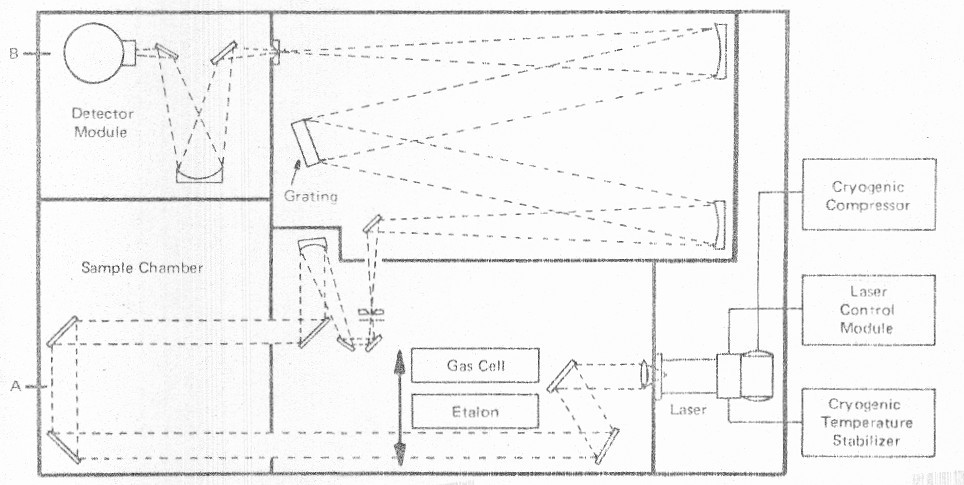 B
Detector
Module
Grating
Cryogenic
Compressor
Sample Chamber
Laser
Control
Module
A
Gas Cell
Etalon
Laser
Cryogenic
Temperature
Stabilizer